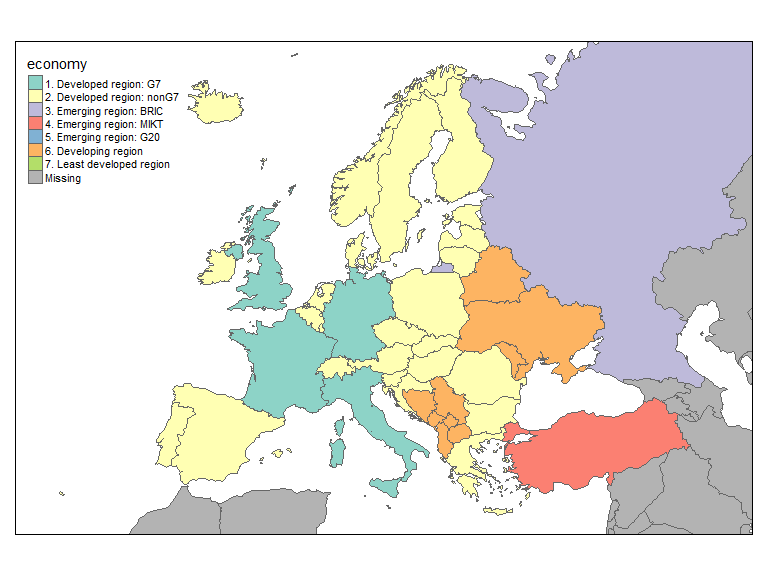 economy
1. Developed region: G7
2. Developed region: nonG7
3. Emerging region: BRIC
4. Emerging region: MIKT
5. Emerging region: G20
6. Developing region
7. Least developed region
Missing